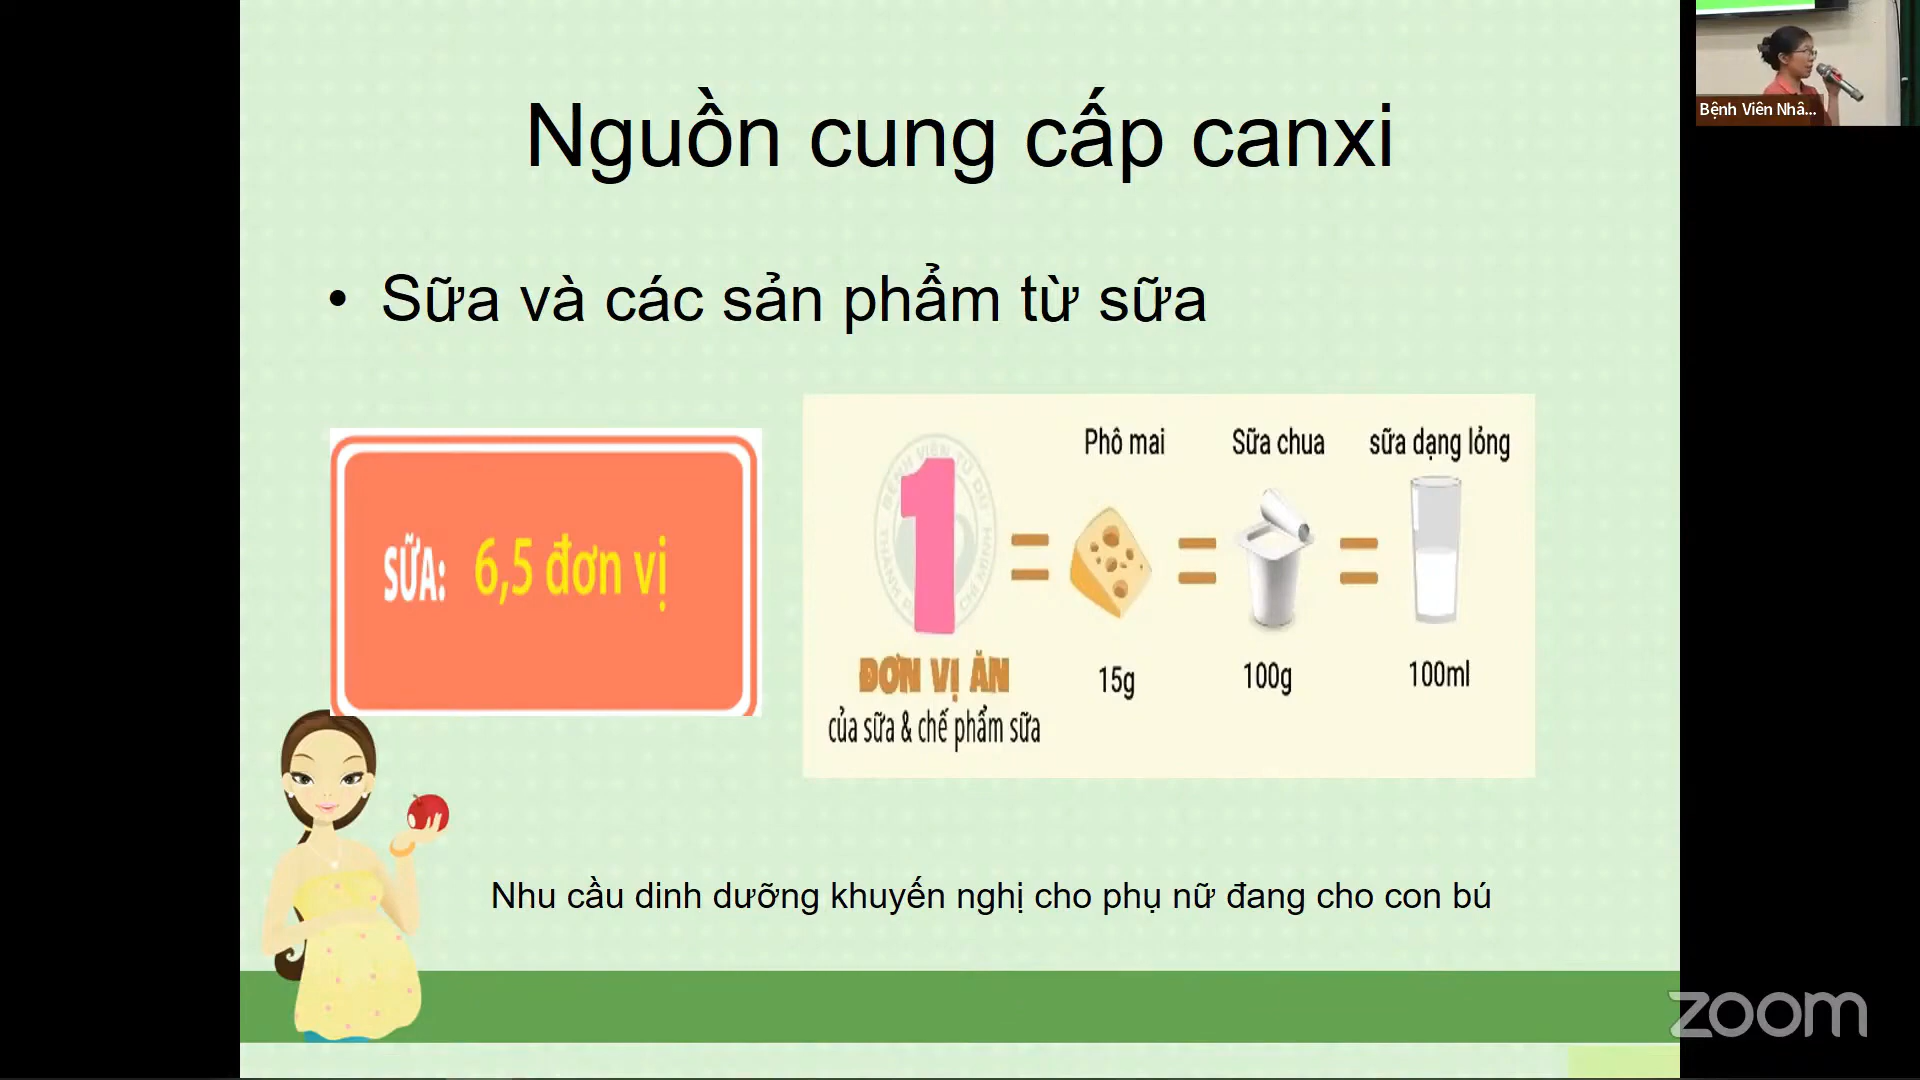 Nguồn cung cấp canxi
Bệnh Viên Nhâ...
• Sữa và các sản phẩm từ sữa
SỮA: 6,5 đơn vị
Phô mai Sữa chua sữa dạng lỏng
1
ĐƠN VỊ ĂN
của sữa & chế phẩm sữa
= = =
15g 100g 100ml
Nhu cầu dinh dưỡng khuyến nghị cho phụ nữ đang cho con bú
zoom